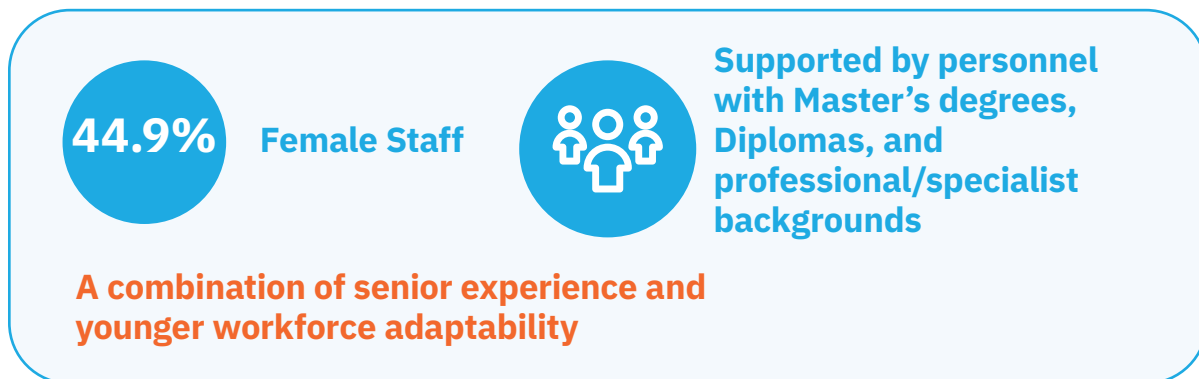 44.9%
Female Staff
Supported by personnel
with Master’s degrees,
Diplomas, and
professional/specialist
backgrounds
A combination of senior experience and
younger workforce adaptability